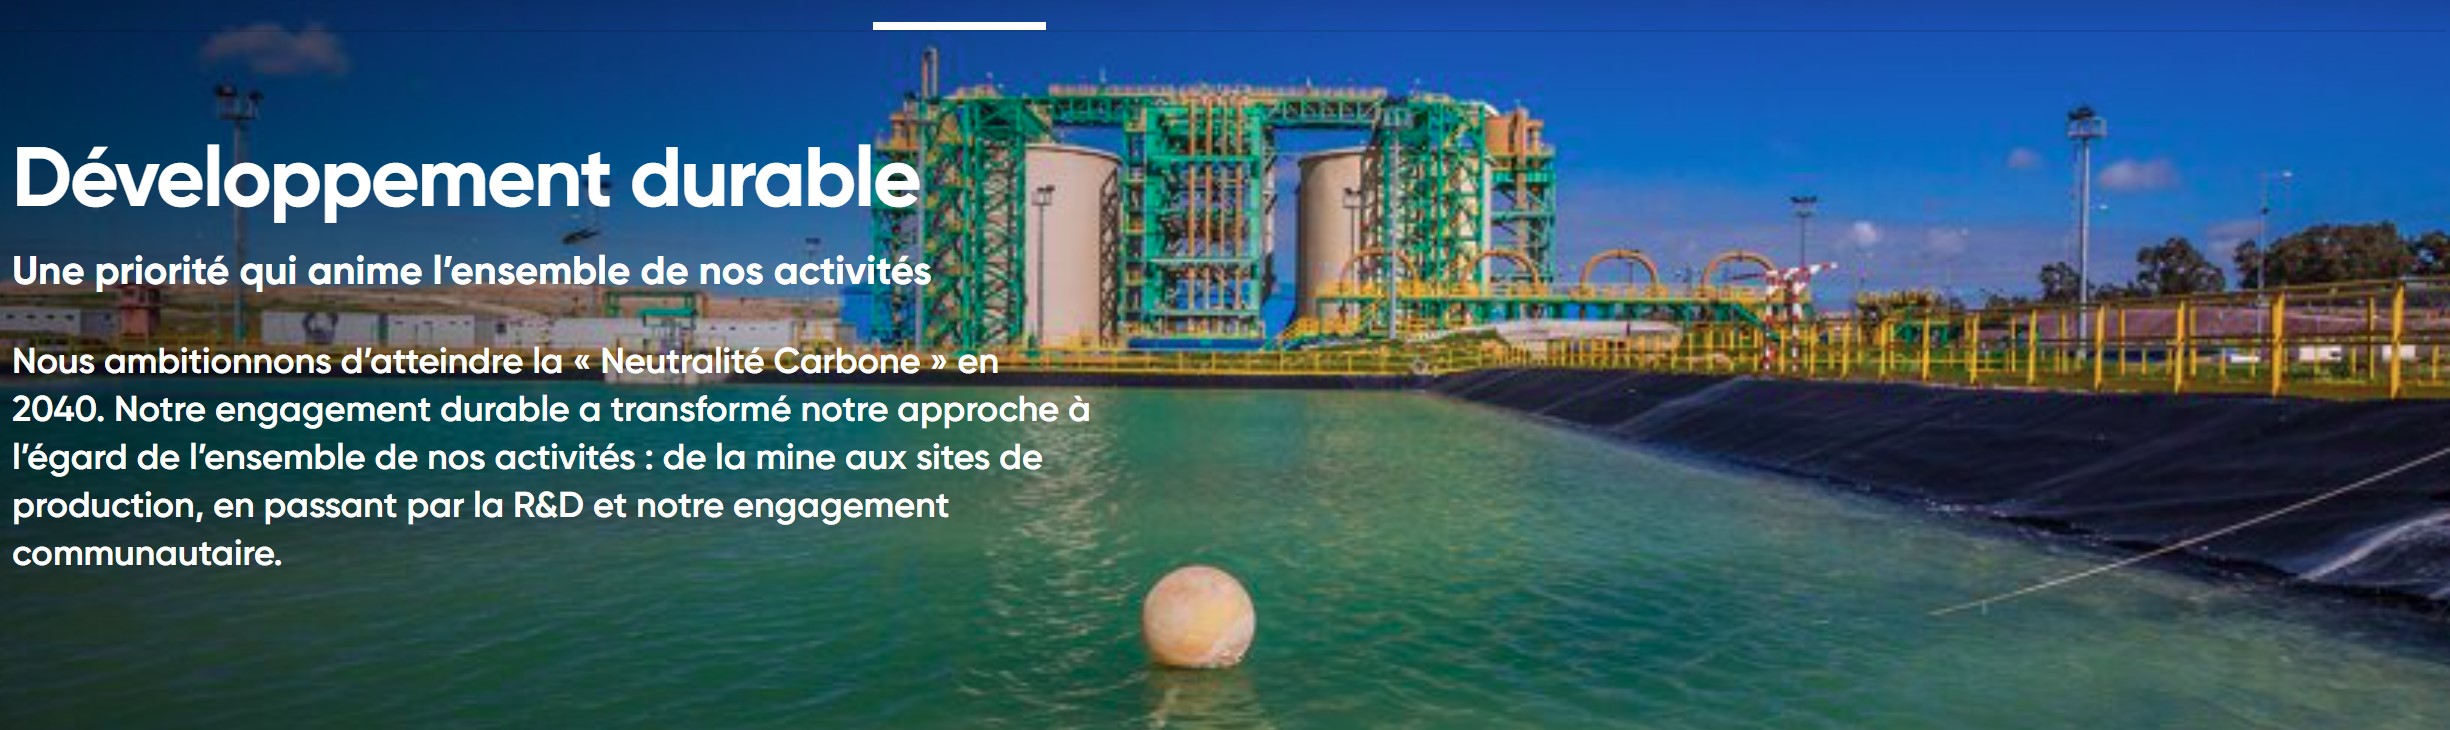 Développement durable
Une priorité qui anime l’ensemble de nos activités
Nous ambitionnons d’atteindre la « Neutralité Carbone » en
2040. Notre engagement durable a transformé notre approche à
l’égard de l’ensemble de nos activités : de la mine aux sites de
production, en passant par la R&D et notre engagement
communautaire.